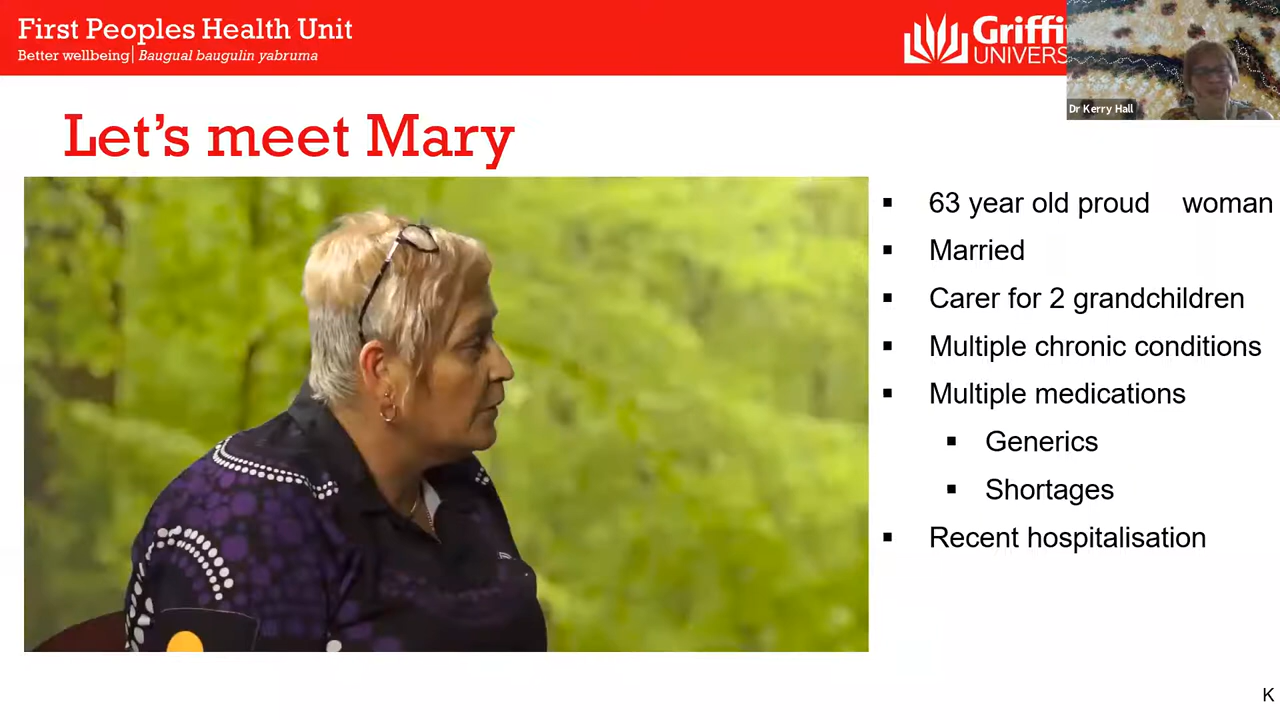 First Peoples Health Unit
Better wellbeing| Baugual baugulin yabruma
UNIVERS
Dr Kerry Hall
Let's meet Mary
▪ 63 year old proud woman
▪ Married
▪ Carer for 2 grandchildren
▪ Multiple chronic conditions
▪ Multiple medications
▪ Generics
▪ Shortages
▪ Recent hospitalisation
K